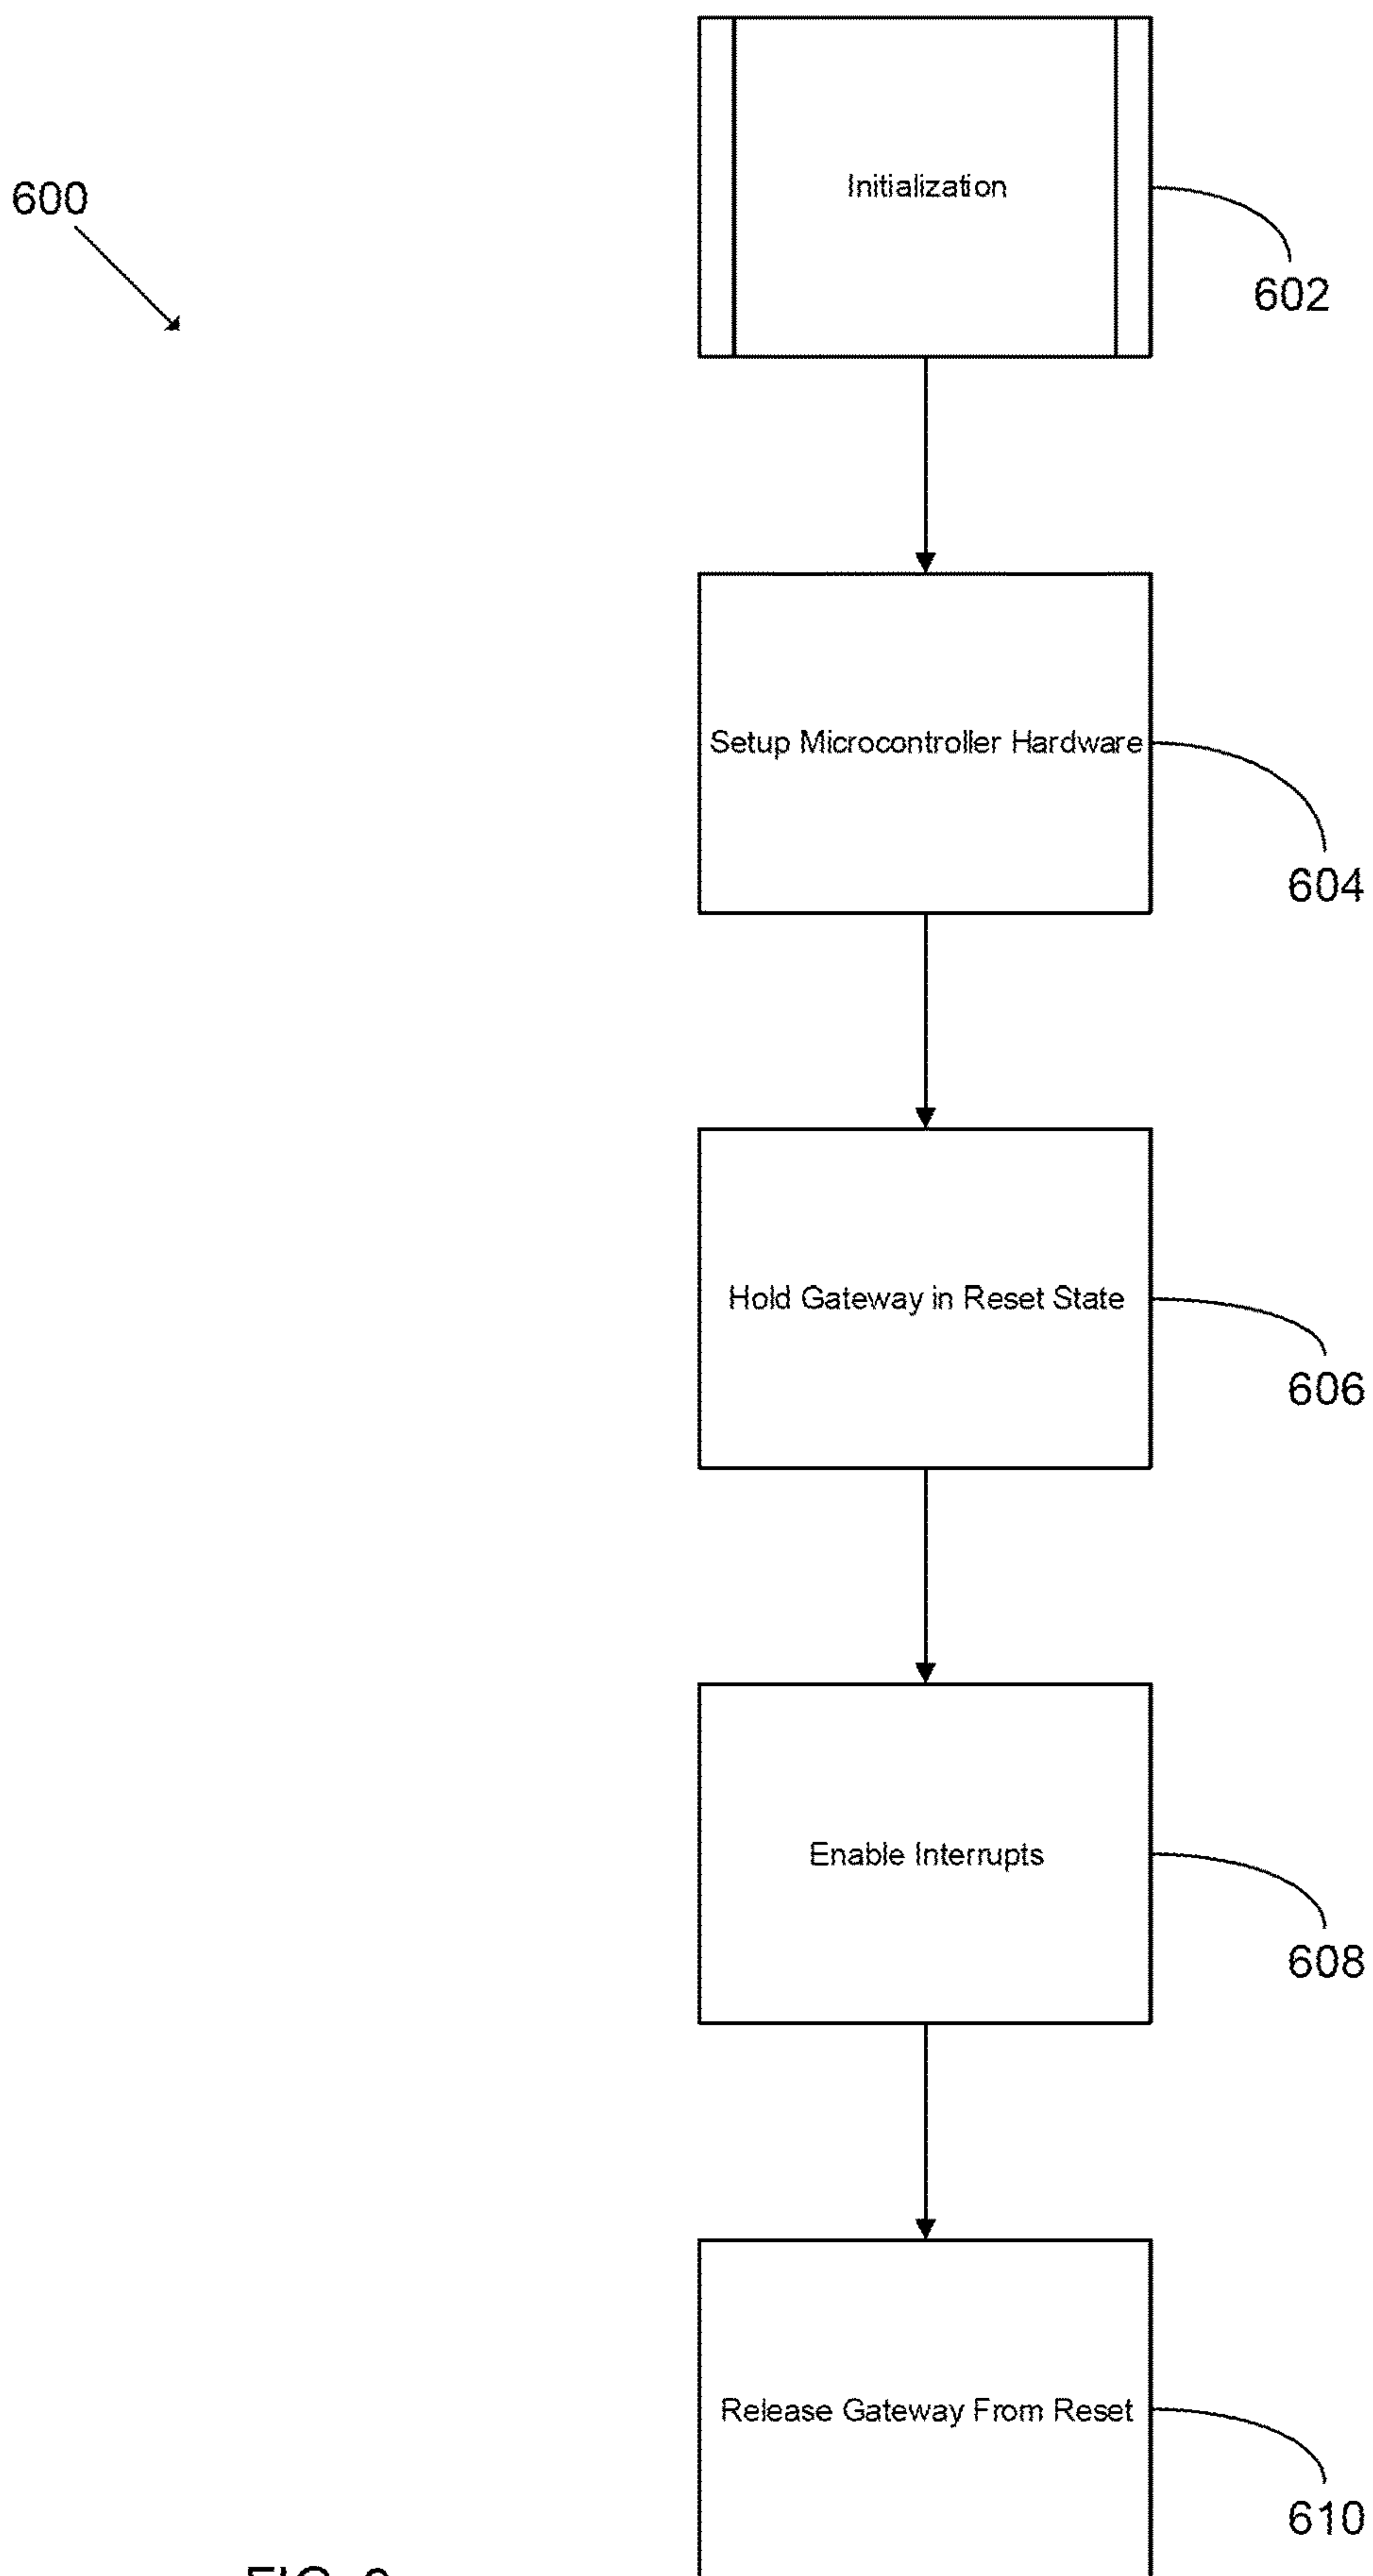 Initialization
600
602
Setup Microcontroller Hardware
604
Hold Gateway in Reset State
606
Enable Interrupts
608
Release Gateway From Reset
610
FIG.